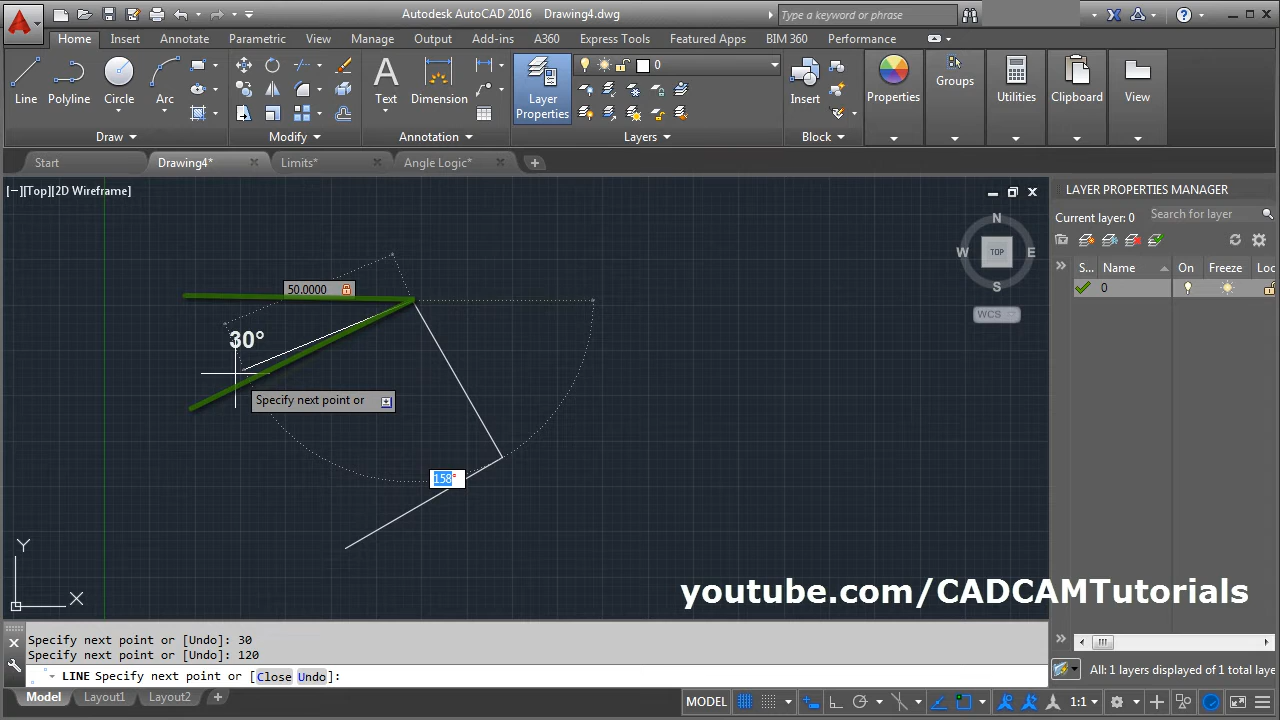 Autodesk AutoCAD 2016 Drawing4.dwg
Type a keyword or phrase
Home Insert Annotate Parametric View Manage Output Add-ins A360 Express Tools Featured Apps BIM 360 Performance
0
Line Polyline Circle Arc
Text Dimension
Layer Properties
Insert
Properties Groups Utilities Clipboard View
Draw Modify Annotation Layers Block
Start Drawing4* Limits* Angle Logic*
[−][Top][2D Wireframe]
LAYER PROPERTIES MANAGER
Current layer: 0
Search for layer
N
W TOP E
S
WCS
S... Name On Freeze Loc
0
50.0000
30°
Specify next point or
158°
Y
X
youtube.com/CADCAMTutorials
Specify next point or [Undo]: 30
Specify next point or [Undo]: 120
LINE Specify next point or [Close Undo]:
All: 1 layers displayed of 1 total laye
Model Layout1 Layout2
MODEL
1:1